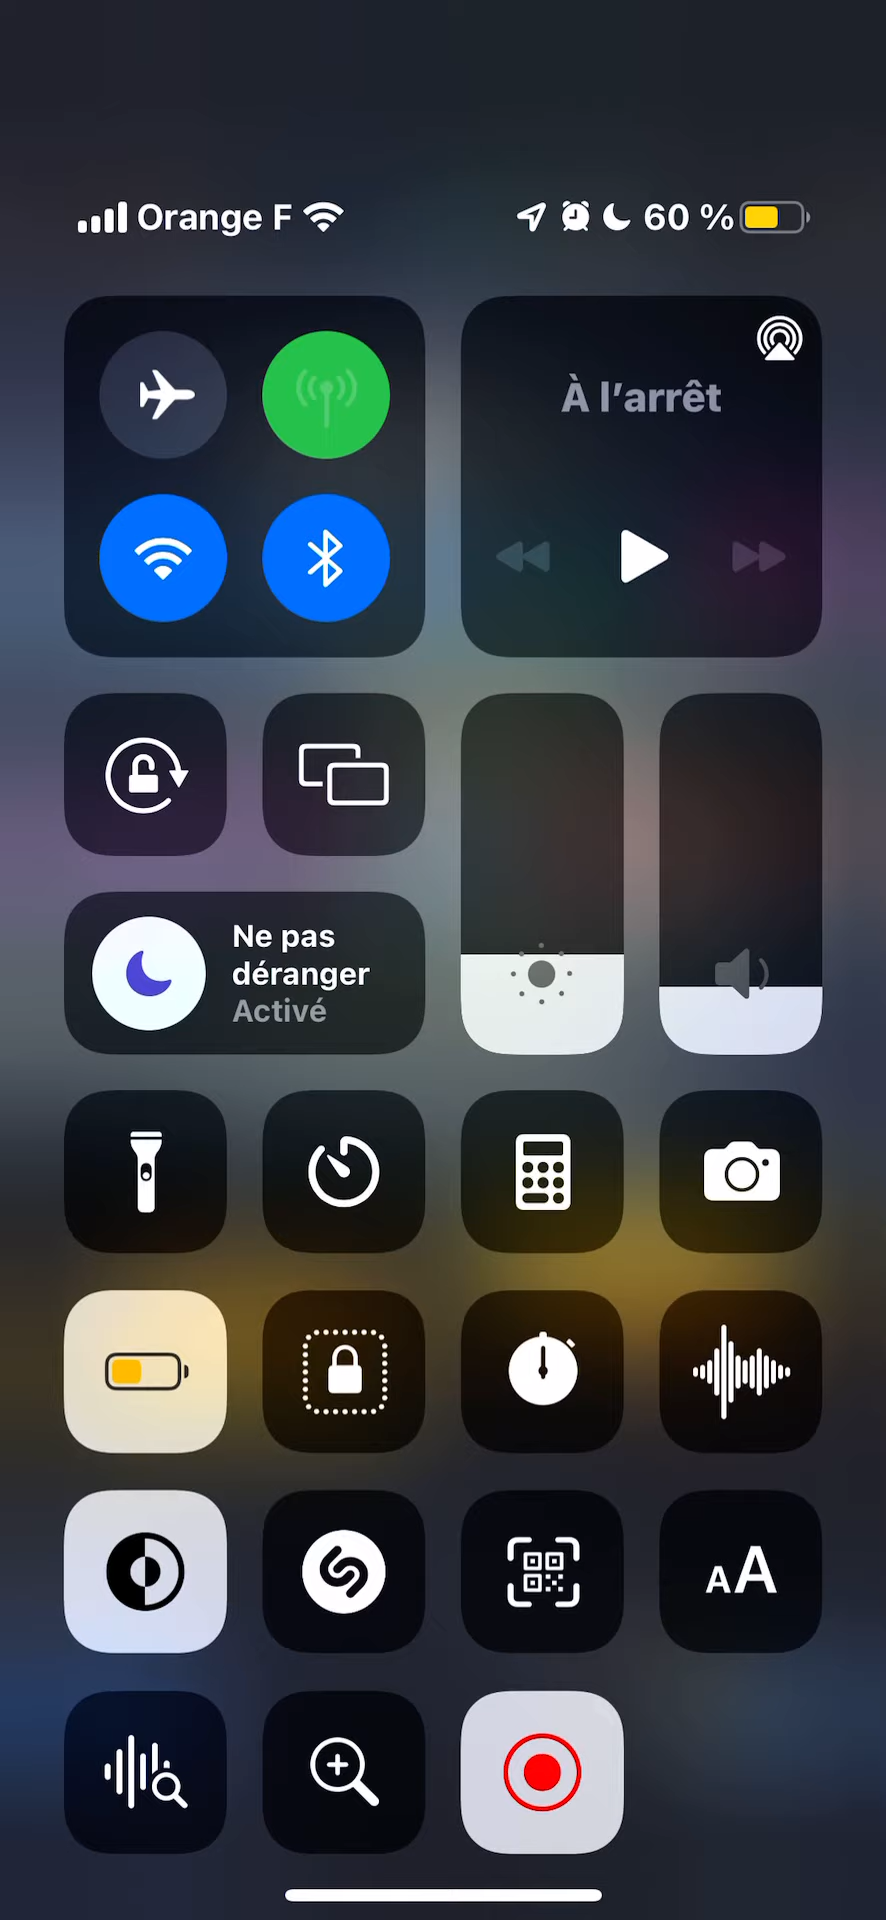 Orange F
60 %
À l’arrêt
Ne pas
déranger
Activé
AA